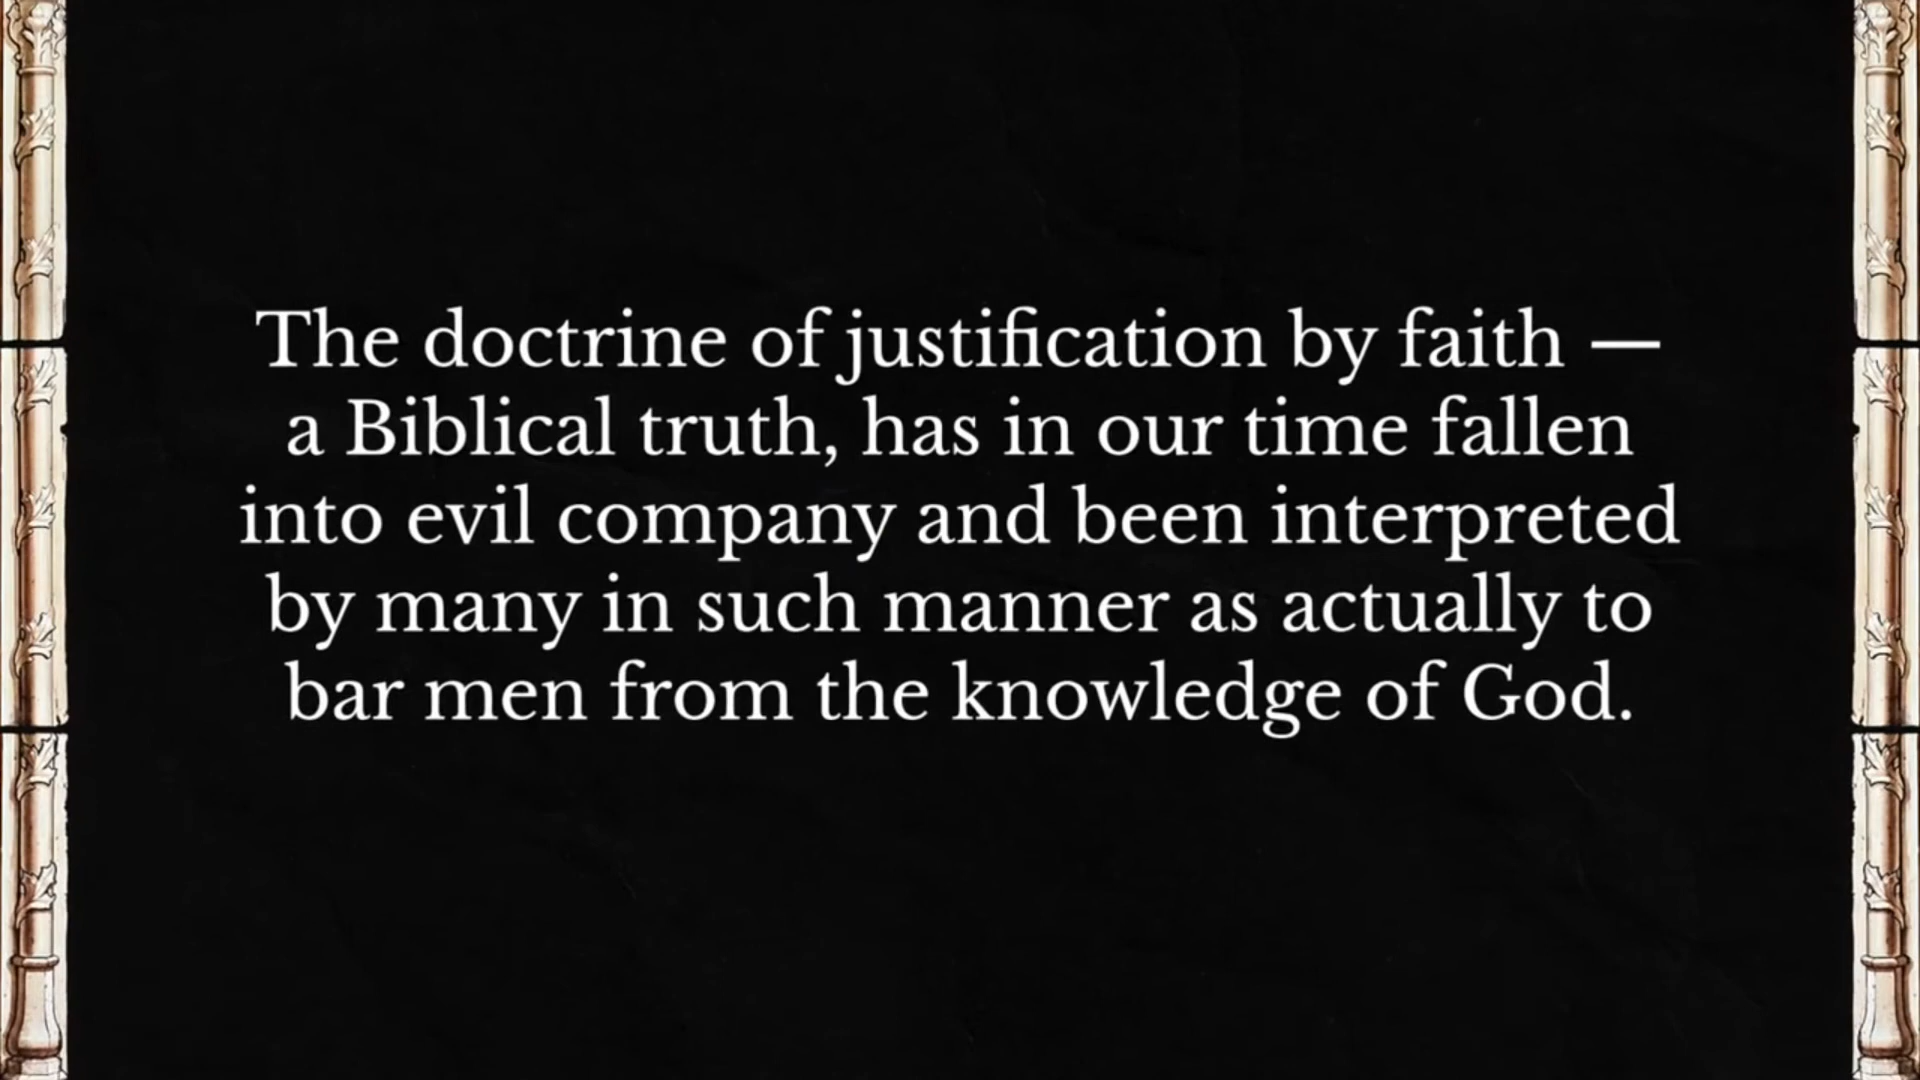 The doctrine of justification by faith —
a Biblical truth, has in our time fallen
into evil company and been interpreted
by many in such manner as actually to
bar men from the knowledge of God.